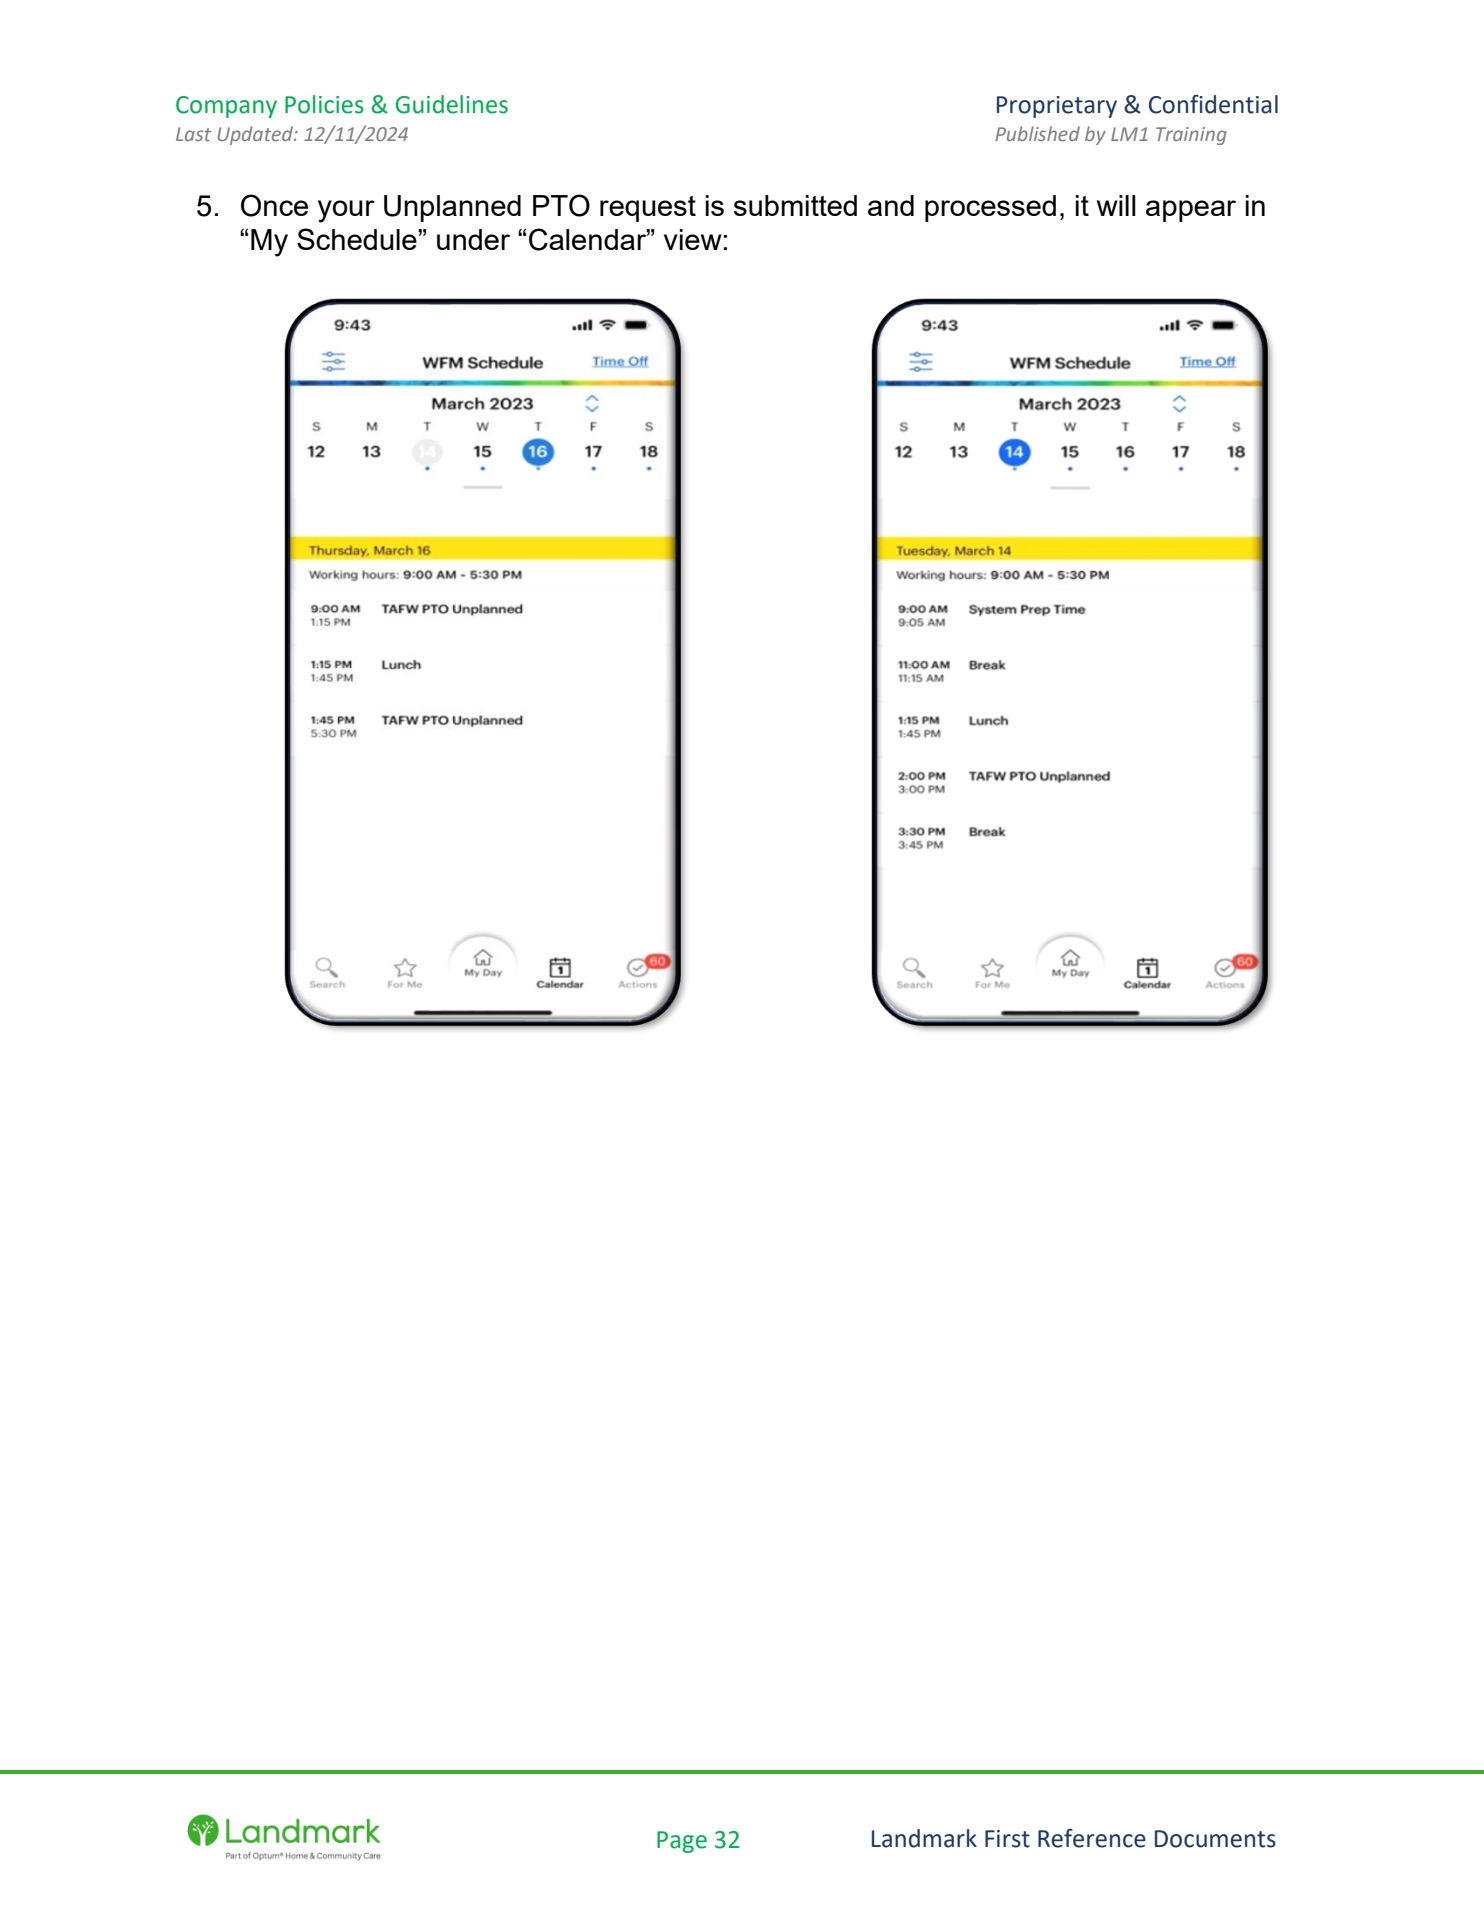 Company Policies & Guidelines
Proprietary & Confidential
Last Updated: 12/11/2024
Published by LM1 Training
5. Once your Unplanned PTO request is submitted and processed, it will appear in
“My Schedule” under “Calendar” view:
9:43
WFM Schedule
Time Off
March 2023
S M T W T F S
12 13 14 15 16 17 18
Thursday, March 16
Working hours: 9:00 AM - 5:30 PM
9:00 AM TAFW PTO Unplanned
1:15 PM
1:15 PM Lunch
1:45 PM
1:45 PM TAFW PTO Unplanned
5:30 PM
60
Search
For Me
My Day
1
Calendar
Actions
9:43
WFM Schedule
Time Off
March 2023
S M T W T F S
12 13 14 15 16 17 18
Tuesday, March 14
Working hours: 9:00 AM - 5:30 PM
9:00 AM System Prep Time
9:05 AM
11:00 AM Break
11:15 AM
1:15 PM Lunch
1:45 PM
2:00 PM TAFW PTO Unplanned
3:00 PM
3:30 PM Break
3:45 PM
60
Search
For Me
My Day
1
Calendar
Actions
Landmark
Part of Optum® Home & Community Care
Page 32
Landmark First Reference Documents